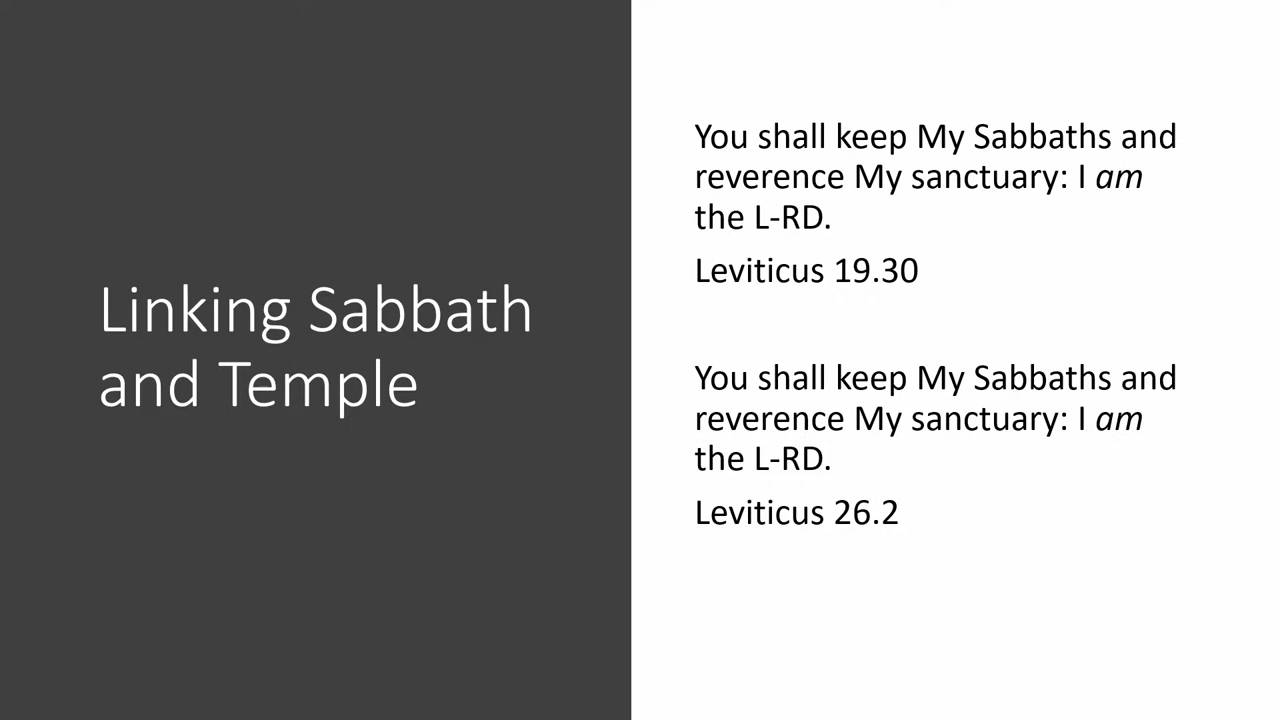 Linking Sabbath
and Temple
You shall keep My Sabbaths and
reverence My sanctuary: I am
the L-RD.
Leviticus 19.30
You shall keep My Sabbaths and
reverence My sanctuary: I am
the L-RD.
Leviticus 26.2